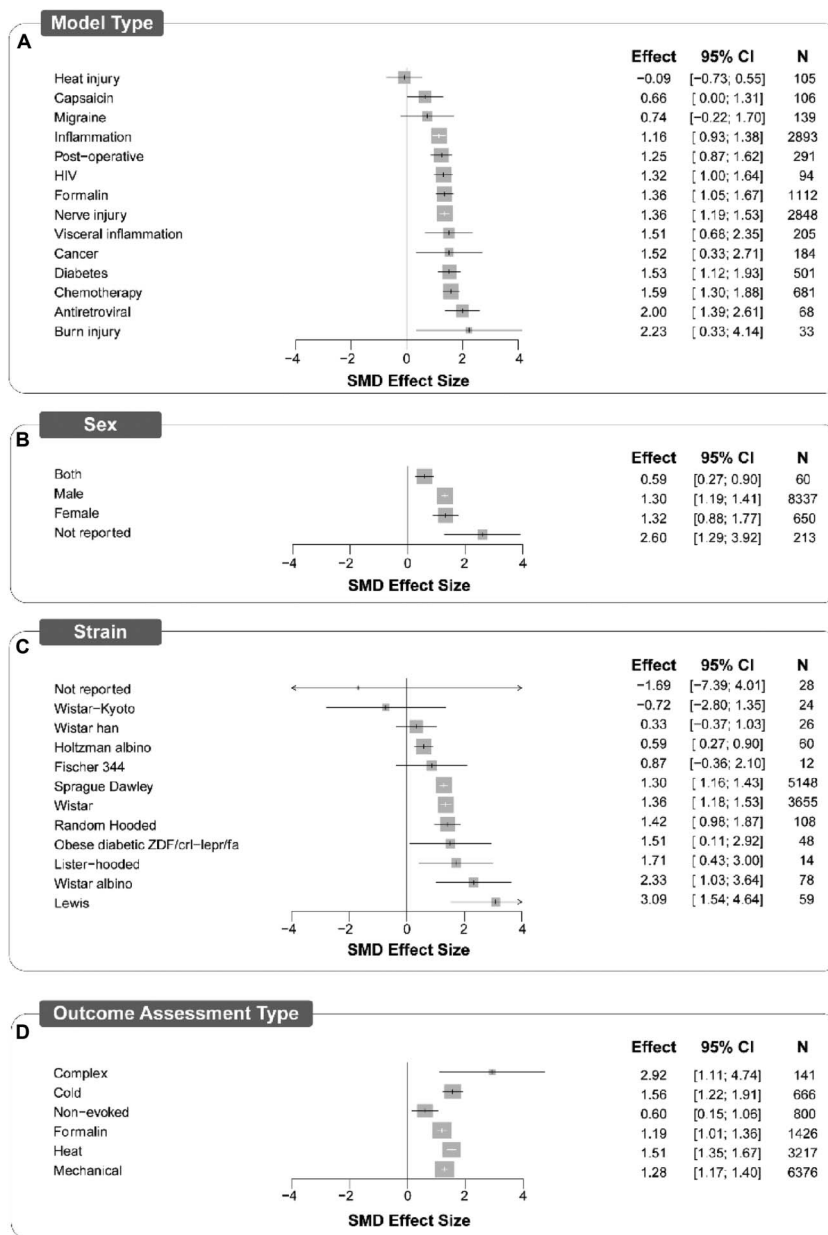 Model Type
A
Effect 95% CI N
Heat injury −0.09 [−0.73; 0.55] 105
Capsaicin 0.66 [ 0.00; 1.31] 106
Migraine 0.74 [−0.22; 1.70] 139
Inflammation 1.16 [ 0.93; 1.38] 2893
Post−operative 1.25 [ 0.87; 1.62] 291
HIV 1.32 [ 1.00; 1.64] 94
Formalin 1.36 [ 1.05; 1.67] 1112
Nerve injury 1.36 [ 1.19; 1.53] 2848
Visceral inflammation 1.51 [ 0.68; 2.35] 205
Cancer 1.52 [ 0.33; 2.71] 184
Diabetes 1.53 [ 1.12; 1.93] 501
Chemotherapy 1.59 [ 1.30; 1.88] 681
Antiretroviral 2.00 [ 1.39; 2.61] 68
Burn injury 2.23 [ 0.33; 4.14] 33
−4 −2 0 2 4
SMD Effect Size
Sex
B
Effect 95% CI N
Both 0.59 [0.27; 0.90] 60
Male 1.30 [1.19; 1.41] 8337
Female 1.32 [0.88; 1.77] 650
Not reported 2.60 [1.29; 3.92] 213
−4 −2 0 2 4
SMD Effect Size
Strain
C
Effect 95% CI N
Not reported −1.69 [−7.39; 4.01] 28
Wistar−Kyoto −0.72 [−2.80; 1.35] 24
Wistar han 0.33 [−0.37; 1.03] 26
Holtzman albino 0.59 [ 0.27; 0.90] 60
Fischer 344 0.87 [−0.36; 2.10] 12
Sprague Dawley 1.30 [ 1.16; 1.43] 5148
Wistar 1.36 [ 1.18; 1.53] 3655
Random Hooded 1.42 [ 0.98; 1.87] 108
Obese diabetic ZDF/crl−lepr/fa 1.51 [ 0.11; 2.92] 48
Lister−hooded 1.71 [ 0.43; 3.00] 14
Wistar albino 2.33 [ 1.03; 3.64] 78
Lewis 3.09 [ 1.54; 4.64] 59
−4 −2 0 2 4
SMD Effect Size
Outcome Assessment Type
D
Effect 95% CI N
Complex 2.92 [1.11; 4.74] 141
Cold 1.56 [1.22; 1.91] 666
Non−evoked 0.60 [0.15; 1.06] 800
Formalin 1.19 [1.01; 1.36] 1426
Heat 1.51 [1.35; 1.67] 3217
Mechanical 1.28 [1.17; 1.40] 6376
−4 −2 0 2 4
SMD Effect Size